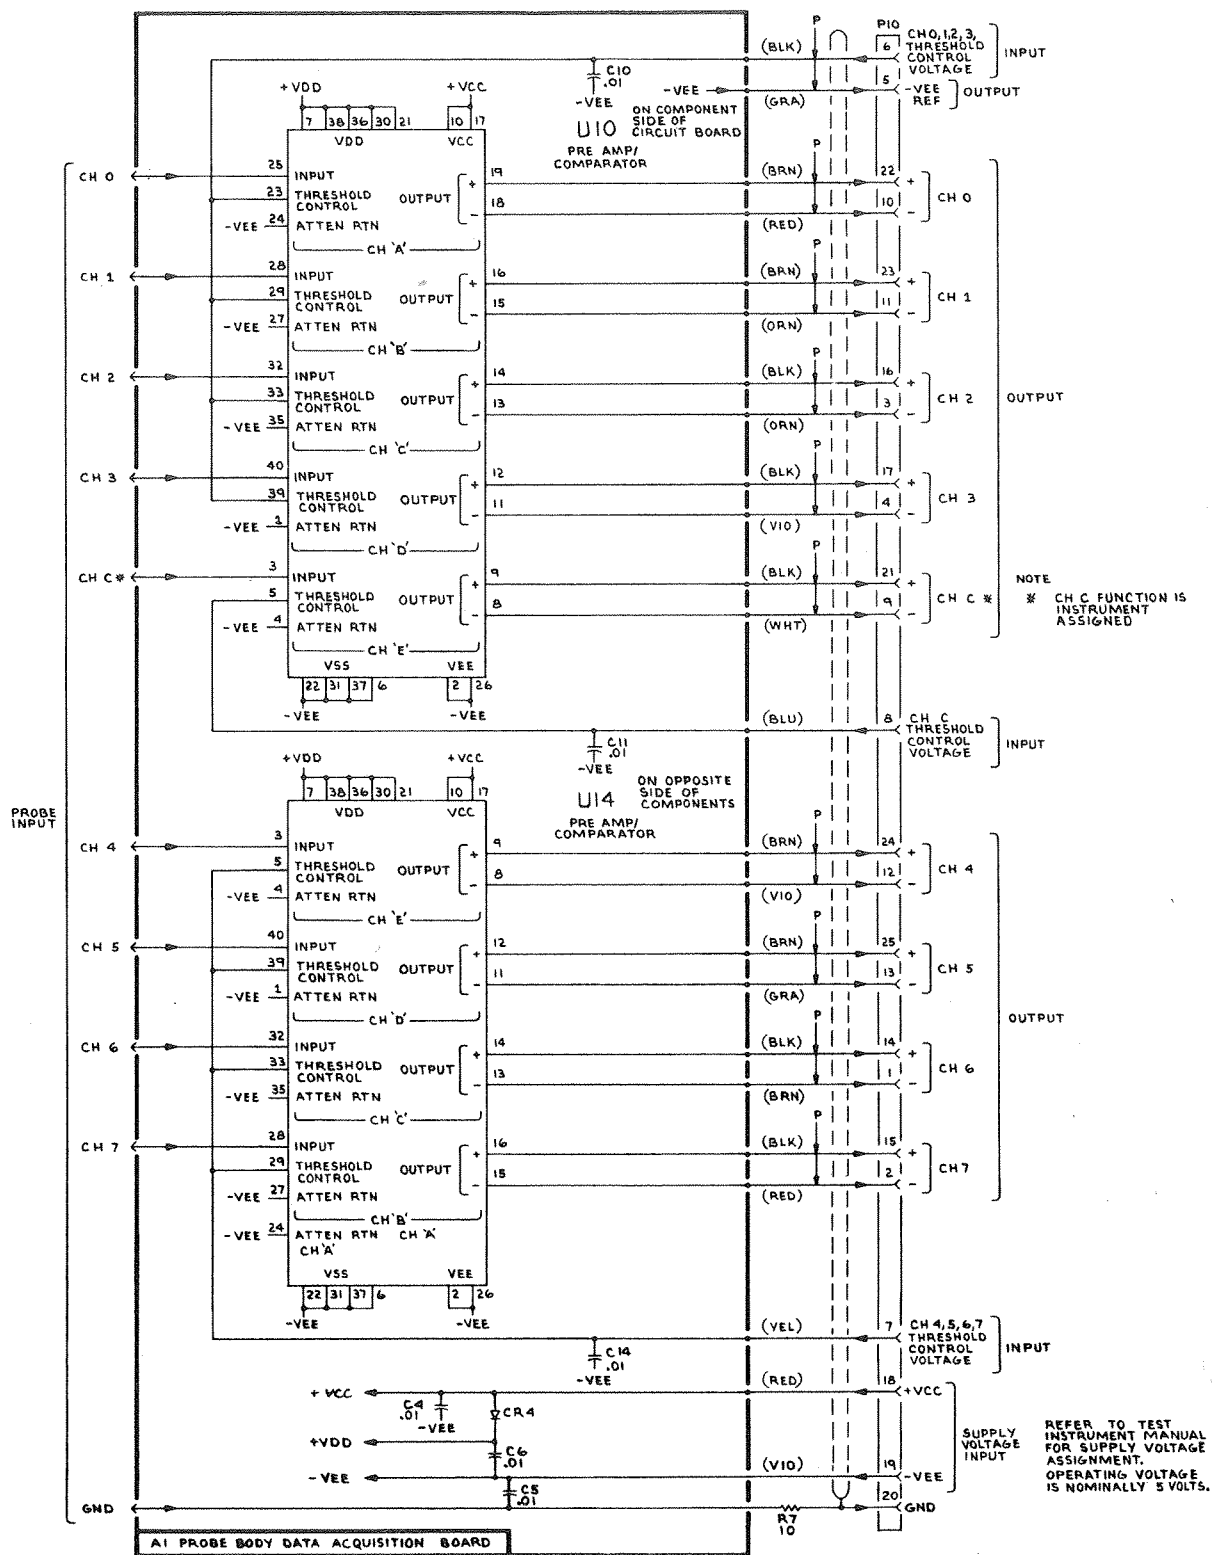 P
P10
(BLK)
6
CH 0,1,2,3,
THRESHOLD
CONTROL
VOLTAGE
INPUT
C10
.01
-VEE
-VEE
(GRA)
5
-VEE
REF
OUTPUT
+VDD
+VCC
7 38 36 30 21
10 17
VDD
VCC
U10
ON COMPONENT
SIDE OF
CIRCUIT BOARD
PRE AMP/
COMPARATOR
P
CH 0
25
INPUT
23
THRESHOLD
CONTROL
-VEE 24
ATTEN RTN
OUTPUT
+
-
19
18
CH 'A'
(BRN)
(RED)
22
10
+
-
CH 0
P
CH 1
28
INPUT
29
THRESHOLD
CONTROL
-VEE 27
ATTEN RTN
OUTPUT
+
-
16
15
CH 'B'
(BRN)
(ORN)
23
11
+
-
CH 1
P
CH 2
32
INPUT
33
THRESHOLD
CONTROL
-VEE 35
ATTEN RTN
OUTPUT
+
-
14
13
CH 'C'
(BLK)
(ORN)
16
3
+
-
CH 2
OUTPUT
P
CH 3
40
INPUT
39
THRESHOLD
CONTROL
-VEE 1
ATTEN RTN
OUTPUT
+
-
12
11
CH 'D'
(BLK)
(VIO)
17
4
+
-
CH 3
P
CH C*
3
INPUT
5
THRESHOLD
CONTROL
-VEE 4
ATTEN RTN
OUTPUT
+
-
9
8
CH 'E'
(BLK)
(WHT)
21
9
+
-
CH C *
NOTE
* CH C FUNCTION IS
INSTRUMENT
ASSIGNED
VSS
VEE
22 31 37 6
2 26
-VEE
-VEE
(BLU)
8
CH C
THRESHOLD
CONTROL
VOLTAGE
INPUT
C11
.01
-VEE
+VDD
+VCC
7 38 36 30 21
10 17
VDD
VCC
U14
ON OPPOSITE
SIDE OF
COMPONENTS
PRE AMP/
COMPARATOR
PROBE
INPUT
P
CH 4
3
INPUT
5
THRESHOLD
CONTROL
-VEE 4
ATTEN RTN
OUTPUT
+
-
9
8
CH 'E'
(BRN)
(VIO)
24
12
+
-
CH 4
P
CH 5
40
INPUT
39
THRESHOLD
CONTROL
-VEE 1
ATTEN RTN
OUTPUT
+
-
12
11
CH 'D'
(BRN)
(GRA)
25
13
+
-
CH 5
OUTPUT
P
CH 6
32
INPUT
33
THRESHOLD
CONTROL
-VEE 35
ATTEN RTN
OUTPUT
+
-
14
13
CH 'C'
(BLK)
(BRN)
14
1
+
-
CH 6
P
CH 7
28
INPUT
29
THRESHOLD
CONTROL
-VEE 27
ATTEN RTN
OUTPUT
+
-
16
15
CH 'B'
(BLK)
(RED)
15
2
+
-
CH 7
-VEE 24
ATTEN RTN CH 'A'
CH 'A'
VSS
VEE
22 31 37 6
2 26
-VEE
-VEE
(YEL)
7
CH 4,5,6,7
THRESHOLD
CONTROL
VOLTAGE
INPUT
C14
.01
-VEE
+ VCC
C4
.01
-VEE
CR4
(RED)
18
+VCC
+VDD
C6
.01
SUPPLY
VOLTAGE
INPUT
REFER TO TEST
INSTRUMENT MANUAL
FOR SUPPLY VOLTAGE
ASSIGNMENT.
OPERATING VOLTAGE
IS NOMINALLY 5 VOLTS.
- VEE
C5
.01
(VIO)
19
-VEE
GND
R7
10
20
GND
A1 PROBE BODY DATA ACQUISITION BOARD